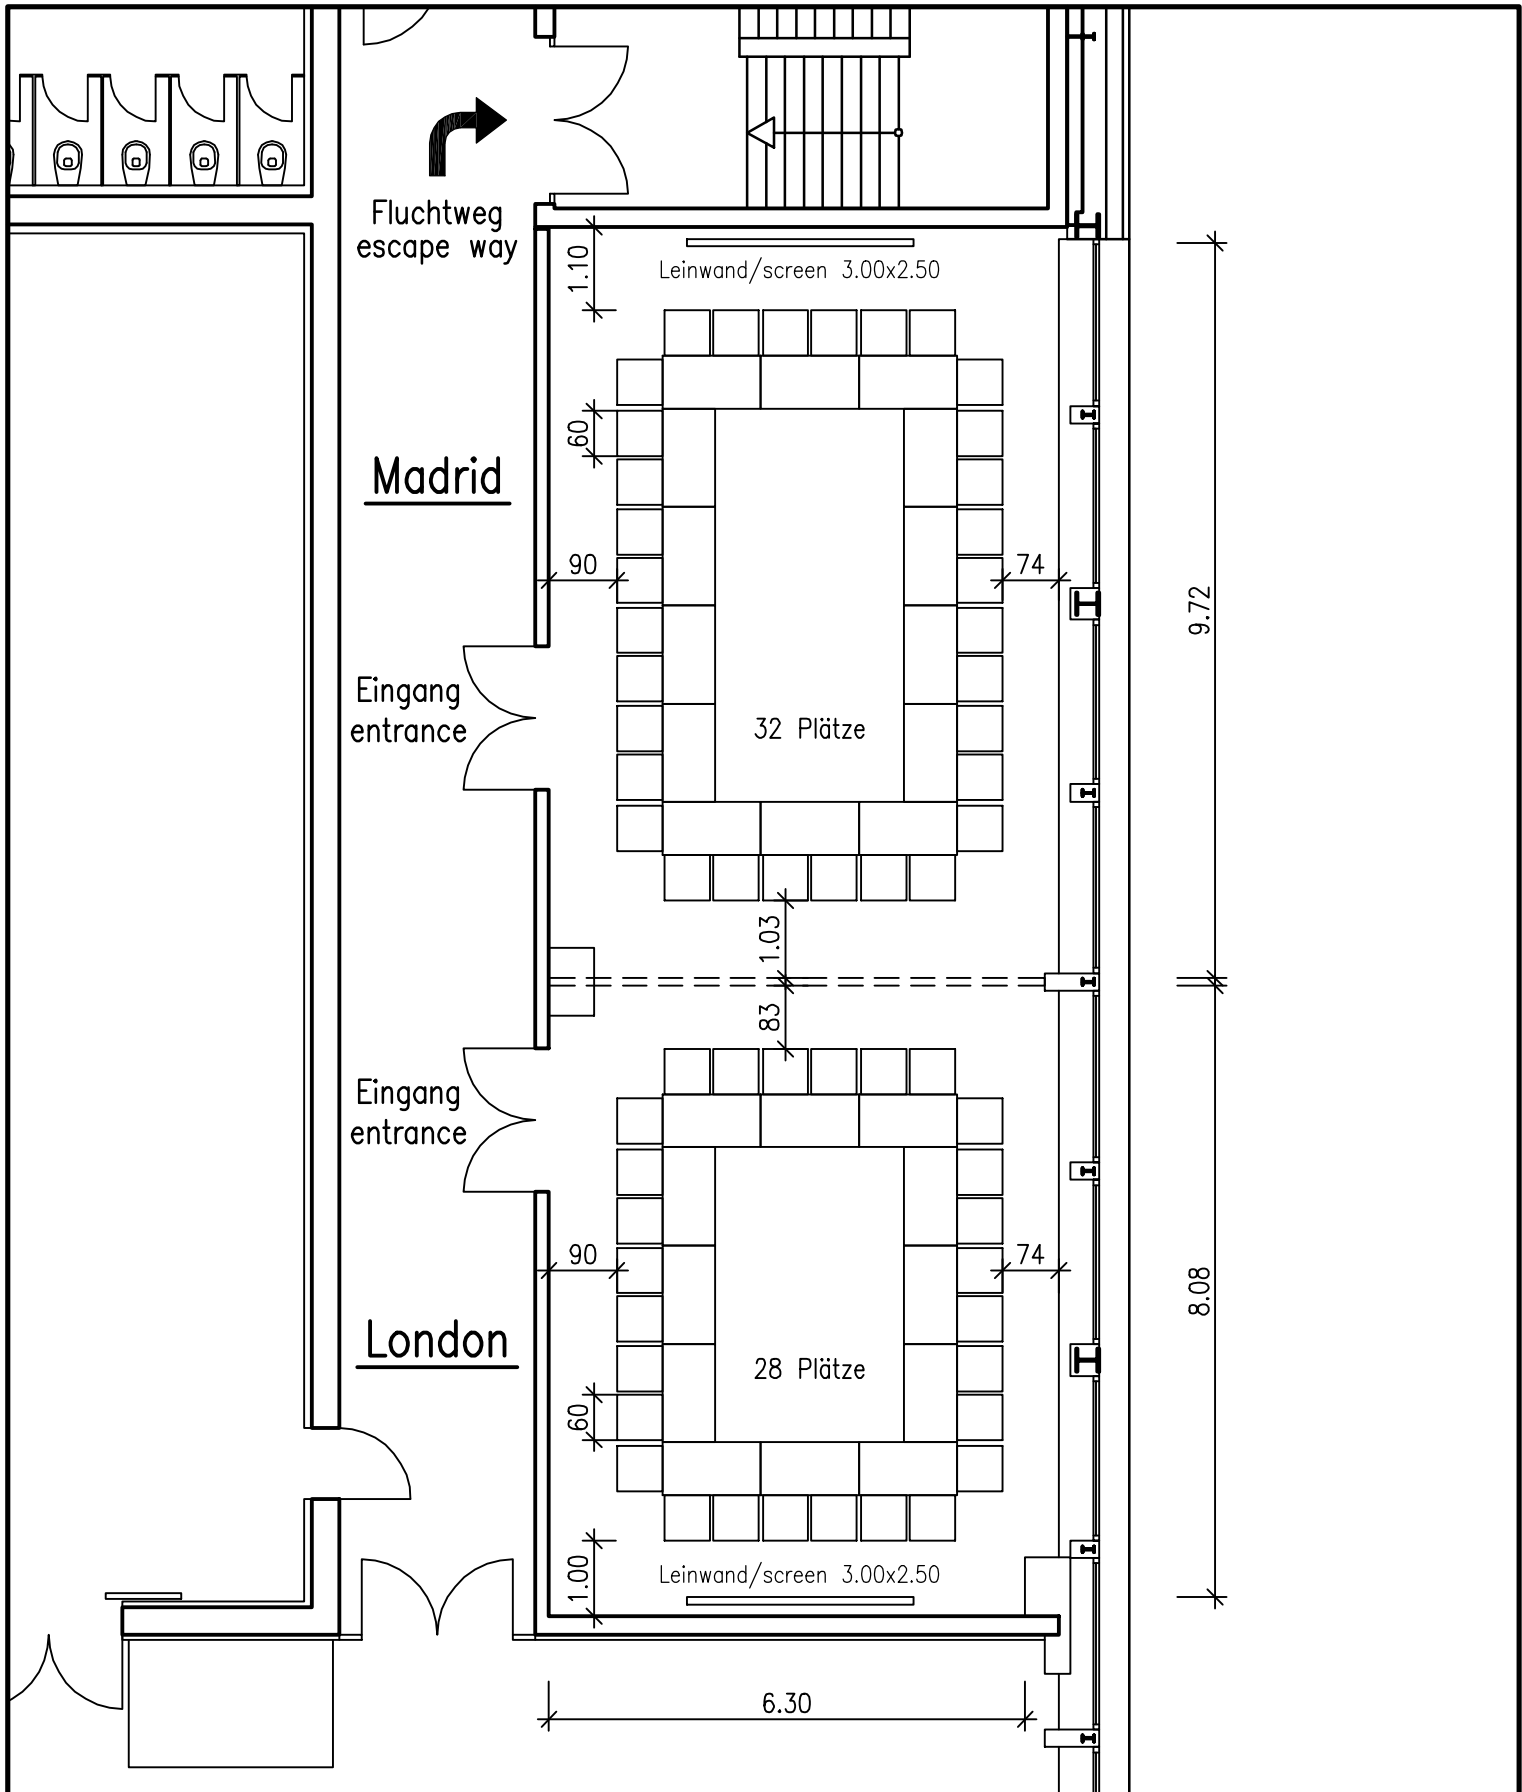 Fluchtweg
escape way
1.10
Leinwand/screen 3.00x2.50
60
Madrid
90
74
9.72
Eingang
entrance
32 Plätze
1.03
83
Eingang
entrance
90
74
8.08
London
28 Plätze
60
1.00
Leinwand/screen 3.00x2.50
6.30